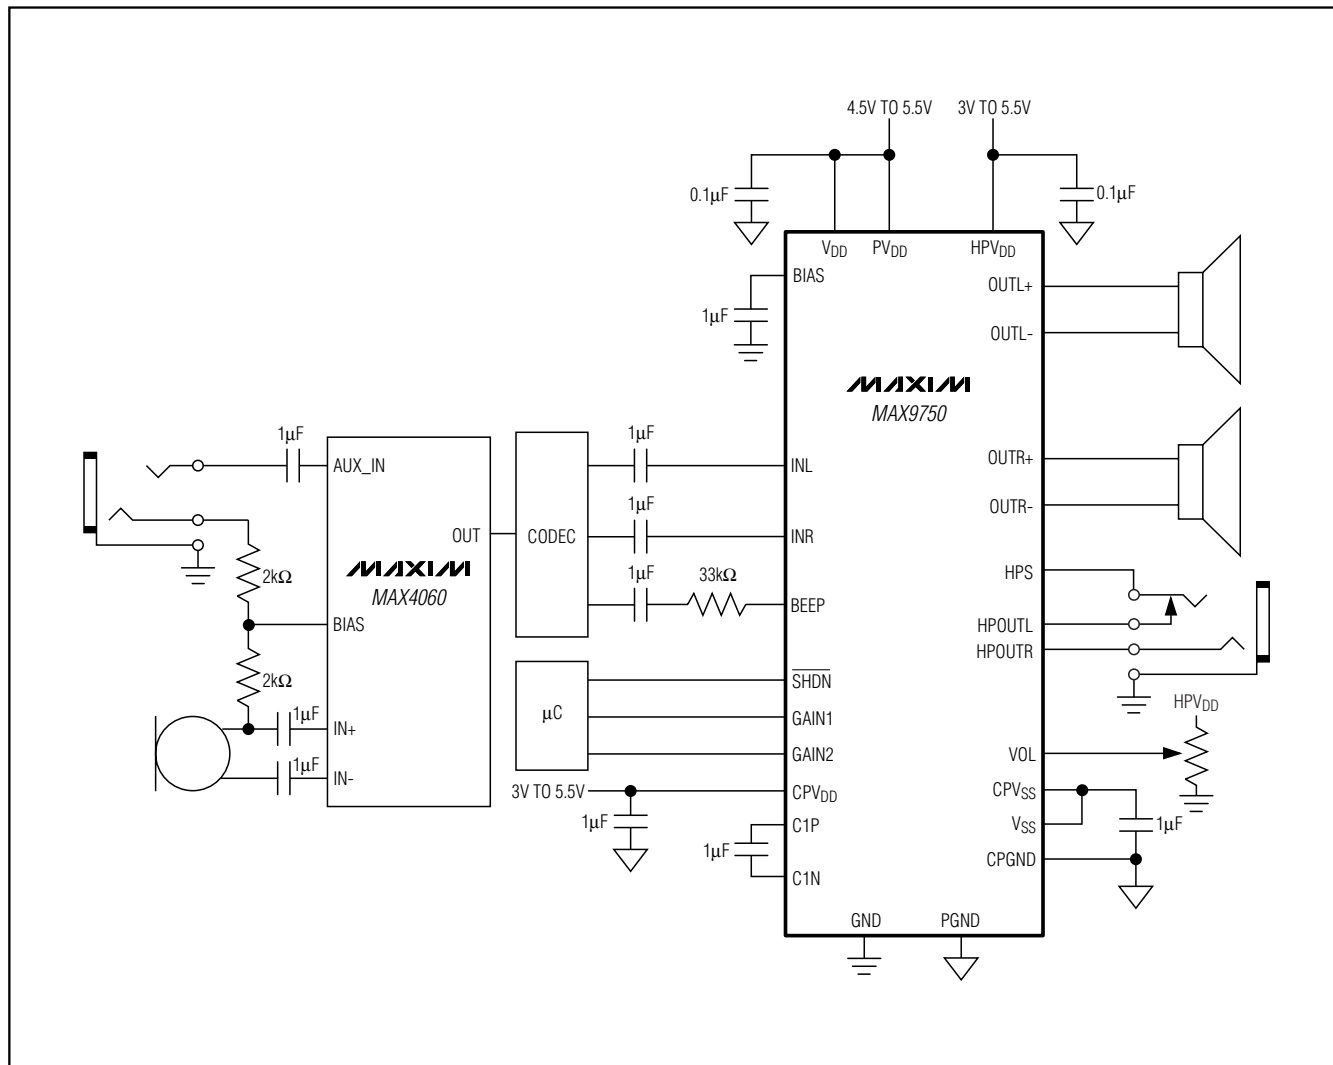 4.5V TO 5.5V
3V TO 5.5V
0.1μF
0.1μF
VDD
PVDD
HPVDD
BIAS
1μF
OUTL+
OUTL-
MAXIM
MAX9750
1μF
AUX_IN
1μF
INL
OUTR+
OUT
CODEC
1μF
INR
OUTR-
2kΩ
MAXIM
MAX4060
1μF
33kΩ
BEEP
HPS
BIAS
HPOUTL
HPOUTR
2kΩ
μC
SHDN
GAIN1
GAIN2
HPVDD
1μF
IN+
VOL
1μF
IN-
3V TO 5.5V
CPVDD
CPVSS
1μF
C1P
VSS
1μF
1μF
C1N
CPGND
GND
PGND